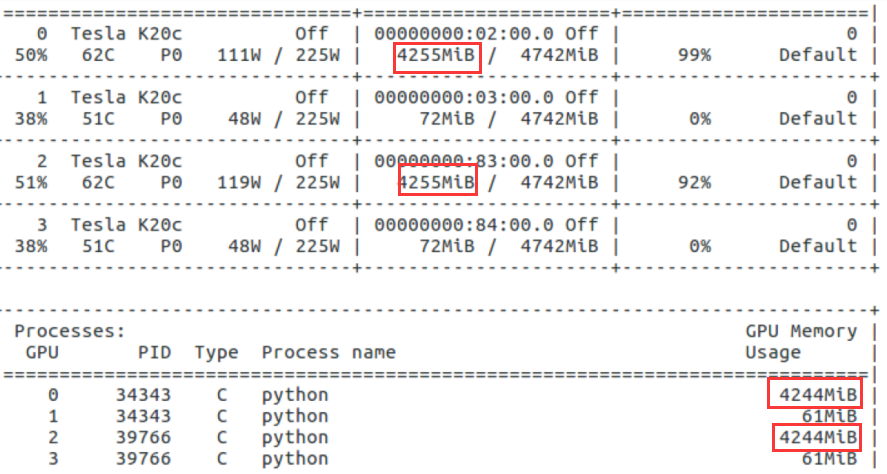 ===============================+======================+======================|
0  Tesla K20c          Off  | 00000000:02:00.0 Off |                    0
50%   62C    P0   111W / 225W |   4255MiB /  4742MiB |     99%      Default |
-------------------------------+----------------------+----------------------+
1  Tesla K20c          Off  | 00000000:03:00.0 Off |                    0
38%   51C    P0    48W / 225W |     72MiB /  4742MiB |      0%      Default |
-------------------------------+----------------------+----------------------+
2  Tesla K20c          Off  | 00000000:83:00.0 Off |                    0
51%   62C    P0   119W / 225W |   4255MiB /  4742MiB |     92%      Default |
-------------------------------+----------------------+----------------------+
3  Tesla K20c          Off  | 00000000:84:00.0 Off |                    0
38%   51C    P0    48W / 225W |     72MiB /  4742MiB |      0%      Default |
-------------------------------+----------------------+----------------------+
-----------------------------------------------------------------------------+
Processes:                                                       GPU Memory |
GPU       PID  Type  Process name                               Usage      |
=============================================================================|
0     34343    C   python                                        4244MiB |
1     34343    C   python                                          61MiB |
2     39766    C   python                                        4244MiB |
3     39766    C   python                                          61MiB |